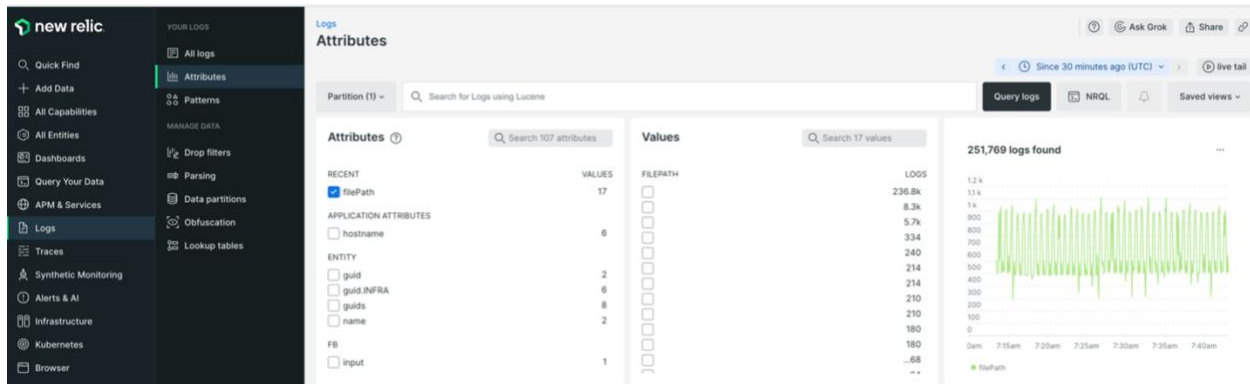 new relic
Quick Find
Add Data
All Capabilities
All Entities
Dashboards
Query Your Data
APM & Services
Logs
Traces
Synthetic Monitoring
Alerts & AI
Infrastructure
Kubernetes
Browser
YOUR LOGS
All logs
Attributes
Patterns
MANAGE DATA
Drop filters
Parsing
Data partitions
Obfuscation
Lookup tables
Logs
Attributes
Ask Grok
Share
Since 30 minutes ago (UTC)
live tail
Partition (1)
Search for Logs using Lucene
Query logs
NRQL
Saved views
Attributes
Search 107 attributes
RECENT VALUES
filePath 17
APPLICATION ATTRIBUTES
hostname 6
ENTITY
guid 2
guid.INFRA 6
guids 8
name 2
FB
input 1
Values
Search 17 values
FILEPATH LOGS
236.8k
8.3k
5.7k
334
240
214
214
210
210
180
180
...68
251,769 logs found
...
1.2 k
1.1 k
1 k
900
800
700
600
500
400
300
200
100
0
0am 7:15am 7:20am 7:25am 7:30am 7:35am 7:40am
filePath